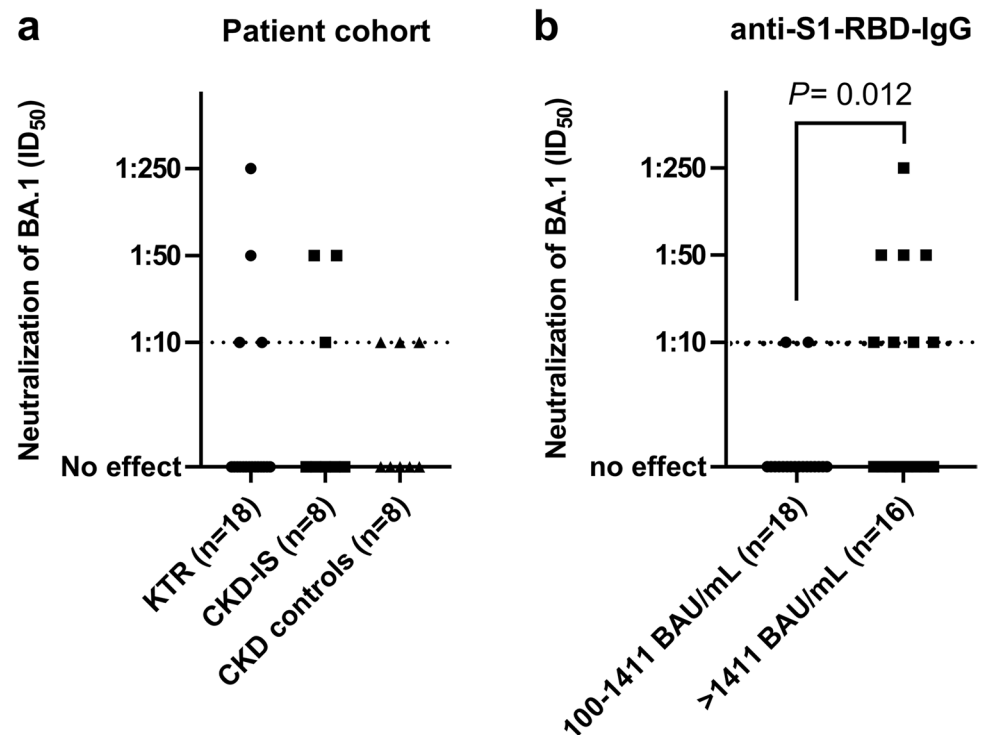 a
Patient cohort
Neutralization of BA.1 (ID50)
1:250
1:50
1:10
No effect
KTR (n=18)
CKD-IS (n=8)
CKD controls (n=8)
b
anti-S1-RBD-IgG
P= 0.012
Neutralization of BA.1 (ID50)
1:250
1:50
1:10
no effect
100-1411 BAU/mL (n=18)
>1411 BAU/mL (n=16)